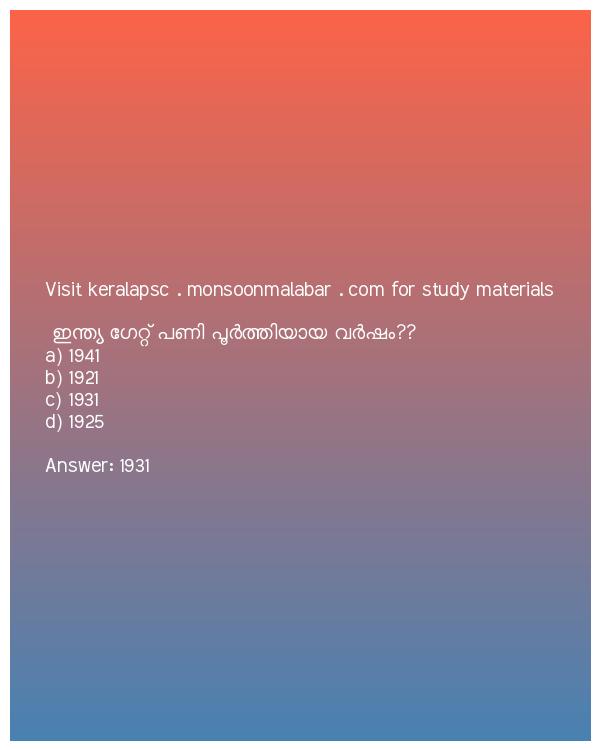 Visit keralapsc . monsoonmalabar . com for study materials
ഇന്ത്യ ഗേറ്റ് പണി പൂർത്തിയായ വർഷം??
a) 1941
b) 1921
c) 1931
d) 1925
Answer: 1931